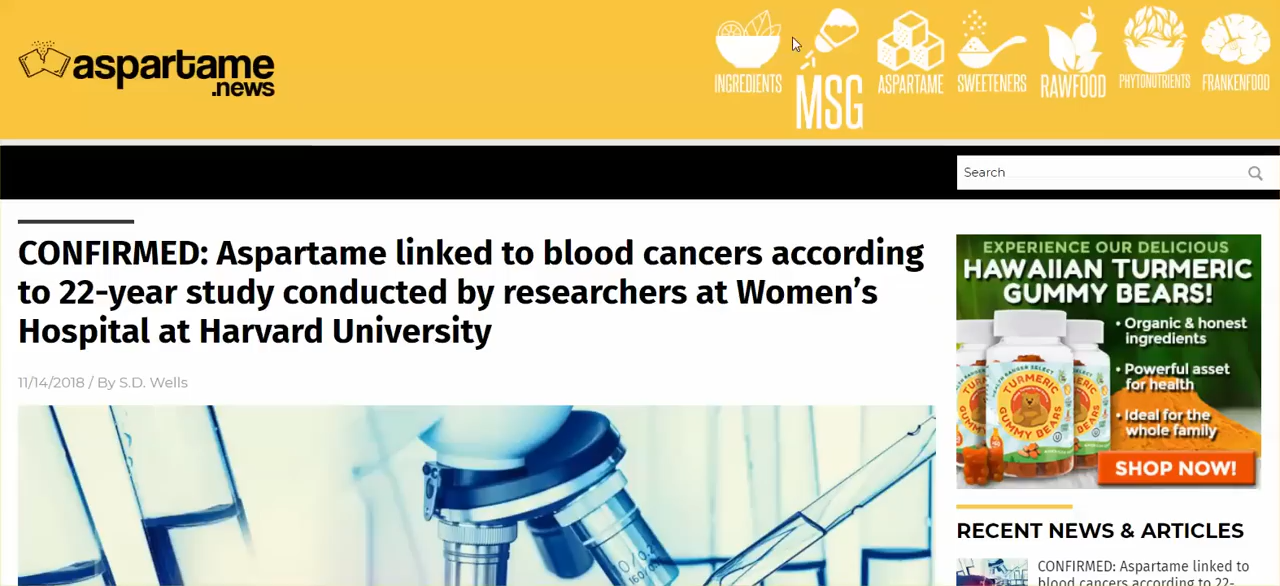 aspartame
.news
INGREDIENTS
MSG
ASPARTAME
SWEETENERS
RAWFOOD
PHYTONUTRIENTS
FRANKENFOOD
Search
CONFIRMED: Aspartame linked to blood cancers according
to 22-year study conducted by researchers at Women’s
Hospital at Harvard University
11/14/2018 / By S.D. Wells
EXPERIENCE OUR DELICIOUS
HAWAIIAN TURMERIC
GUMMY BEARS!
• Organic & honest
ingredients
• Powerful asset
for health
• Ideal for the
whole family
TURMERIC
GUMMY BEARS
SHOP NOW!
RECENT NEWS & ARTICLES
CONFIRMED: Aspartame linked to
blood cancers according to 22-